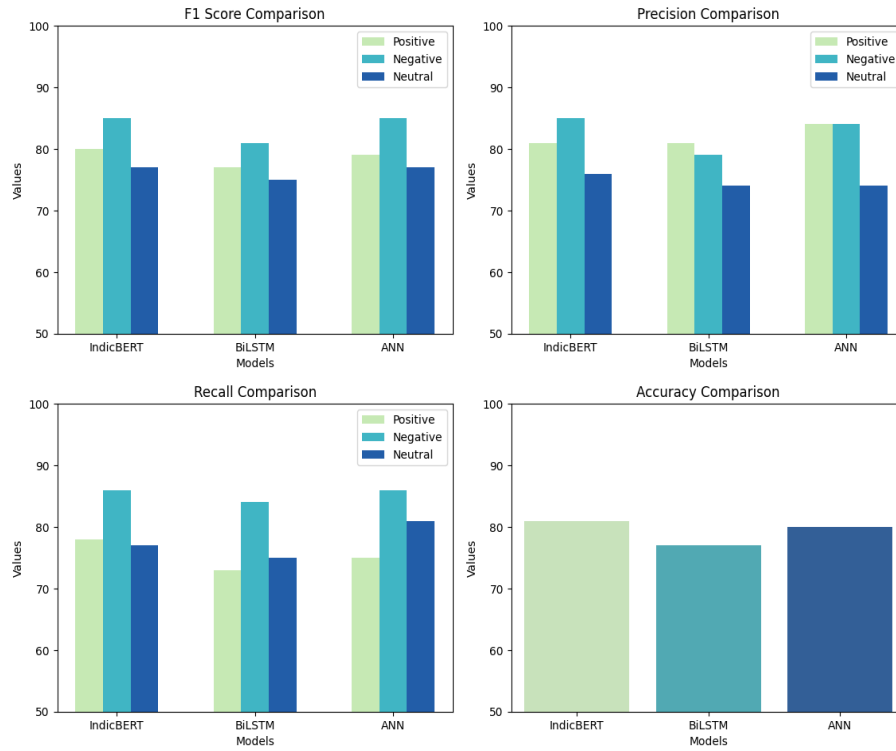 F1 Score Comparison
100
90
80
70
60
50
Values
Positive
Negative
Neutral
IndicBERT BiLSTM ANN
Models
Precision Comparison
100
90
80
70
60
50
Values
Positive
Negative
Neutral
IndicBERT BiLSTM ANN
Models
Recall Comparison
100
90
80
70
60
50
Values
Positive
Negative
Neutral
IndicBERT BiLSTM ANN
Models
Accuracy Comparison
100
90
80
70
60
50
Values
IndicBERT BiLSTM ANN
Models